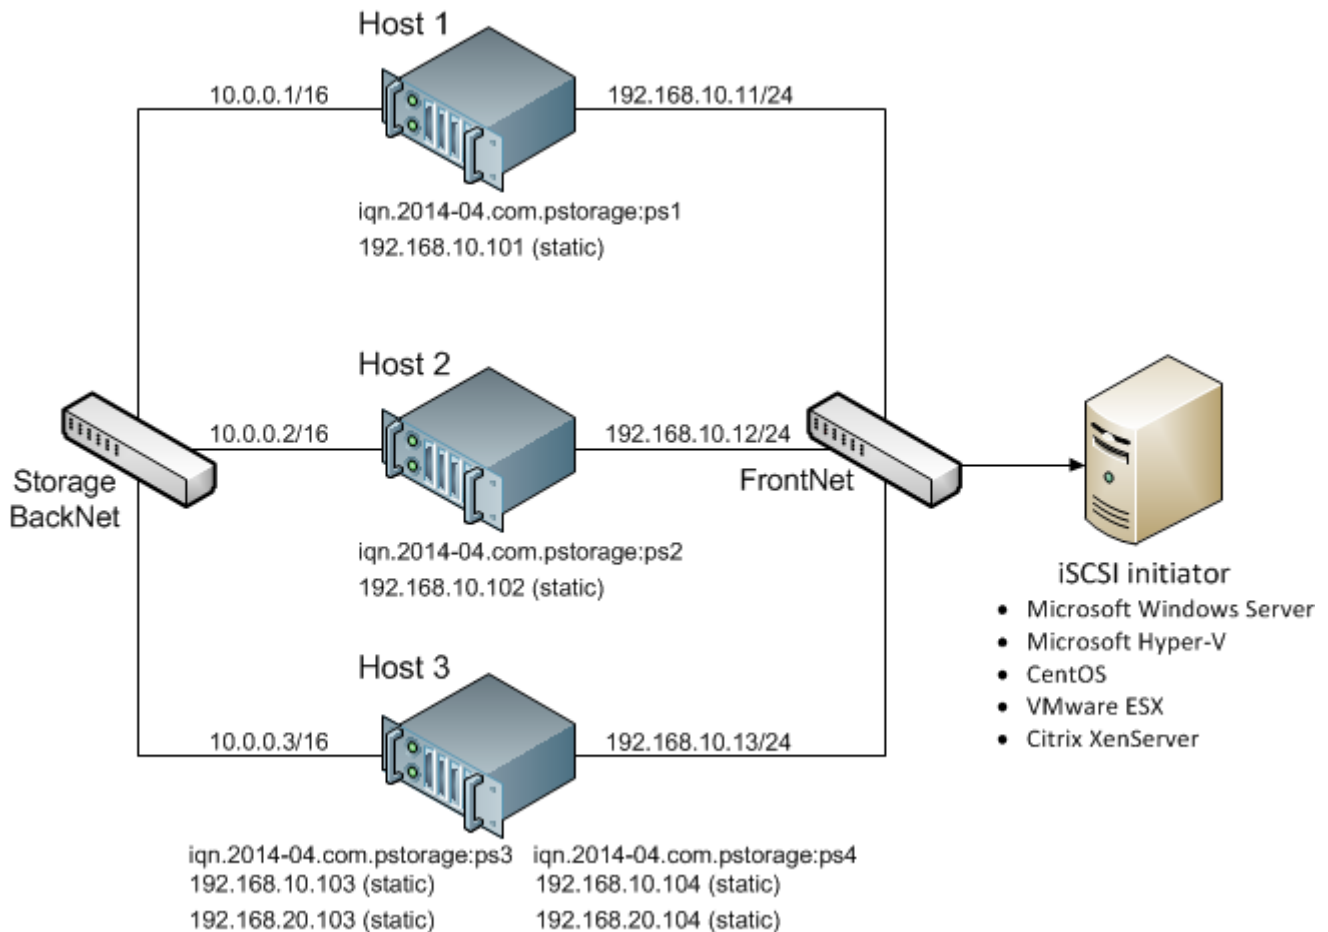 Host 1
10.0.0.1/16
192.168.10.11/24
iqn.2014-04.com.pstorage:ps1
192.168.10.101 (static)
Host 2
10.0.0.2/16
192.168.10.12/24
Storage
BackNet
FrontNet
iqn.2014-04.com.pstorage:ps2
192.168.10.102 (static)
iSCSI initiator
• Microsoft Windows Server
• Microsoft Hyper-V
• CentOS
• VMware ESX
• Citrix XenServer
Host 3
10.0.0.3/16
192.168.10.13/24
iqn.2014-04.com.pstorage:ps3
192.168.10.103 (static)
192.168.20.103 (static)
iqn.2014-04.com.pstorage:ps4
192.168.10.104 (static)
192.168.20.104 (static)